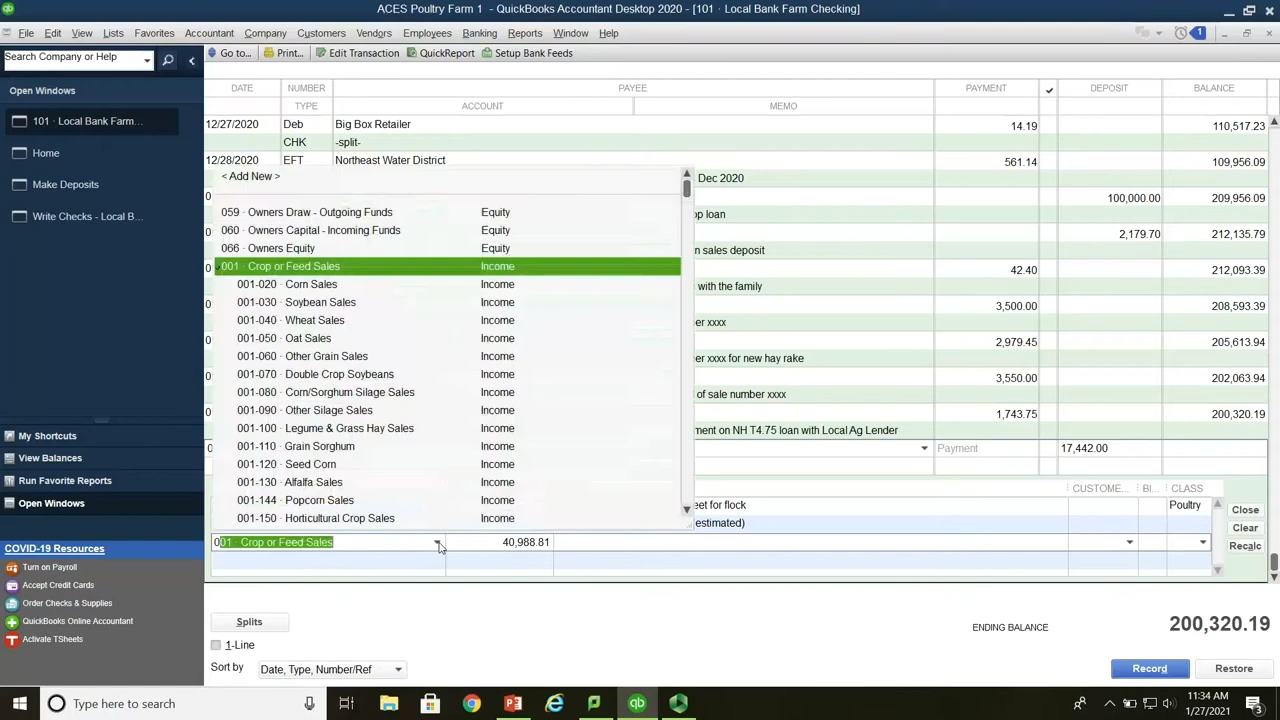 ACES Poultry Farm 1 - QuickBooks Accountant Desktop 2020 - [101 · Local Bank Farm Checking]
File Edit View Lists Favorites Accountant Company Customers Vendors Employees Banking Reports Window Help
1
Search Company or Help
Go to... Print... Edit Transaction QuickReport Setup Bank Feeds
Open Windows
101 · Local Bank Farm...
Home
Make Deposits
Write Checks - Local B...
DATE NUMBER PAYEE PAYMENT ✓ DEPOSIT BALANCE
TYPE ACCOUNT MEMO
12/27/2020 Deb Big Box Retailer 14.19 110,517.23
CHK -split-
12/28/2020 EFT Northeast Water District 561.14 109,956.09
< Add New >
Dec 2020
100,000.00 209,956.09
059 · Owners Draw - Outgoing Funds Equity
op loan
060 · Owners Capital - Incoming Funds Equity
2,179.70 212,135.79
066 · Owners Equity Equity
n sales deposit
001 · Crop or Feed Sales Income
42.40 212,093.39
001-020 · Corn Sales Income
with the family
001-030 · Soybean Sales Income
3,500.00 208,593.39
001-040 · Wheat Sales Income
er xxxx
001-050 · Oat Sales Income
2,979.45 205,613.94
001-060 · Other Grain Sales Income
er xxxx for new hay rake
001-070 · Double Crop Soybeans Income
3,550.00 202,063.94
001-080 · Corn/Sorghum Silage Sales Income
of sale number xxxx
001-090 · Other Silage Sales Income
1,743.75 200,320.19
001-100 · Legume & Grass Hay Sales Income
ment on NH T4.75 loan with Local Ag Lender
001-110 · Grain Sorghum Income
Payment 17,442.00
001-120 · Seed Corn Income
001-130 · Alfalfa Sales Income
CUSTOME... BI... CLASS
001-144 · Popcorn Sales Income
eet for flock Poultry
001-150 · Horticultural Crop Sales Income
(estimated)
001 · Crop or Feed Sales 40,988.81
Close
Clear
Recalc
My Shortcuts
View Balances
Run Favorite Reports
Open Windows
COVID-19 Resources
Turn on Payroll
Accept Credit Cards
Order Checks & Supplies
QuickBooks Online Accountant
Activate TSheets
Splits
1-Line
Sort by Date, Type, Number/Ref
ENDING BALANCE 200,320.19
Record Restore
Type here to search
11:34 AM
1/27/2021
3